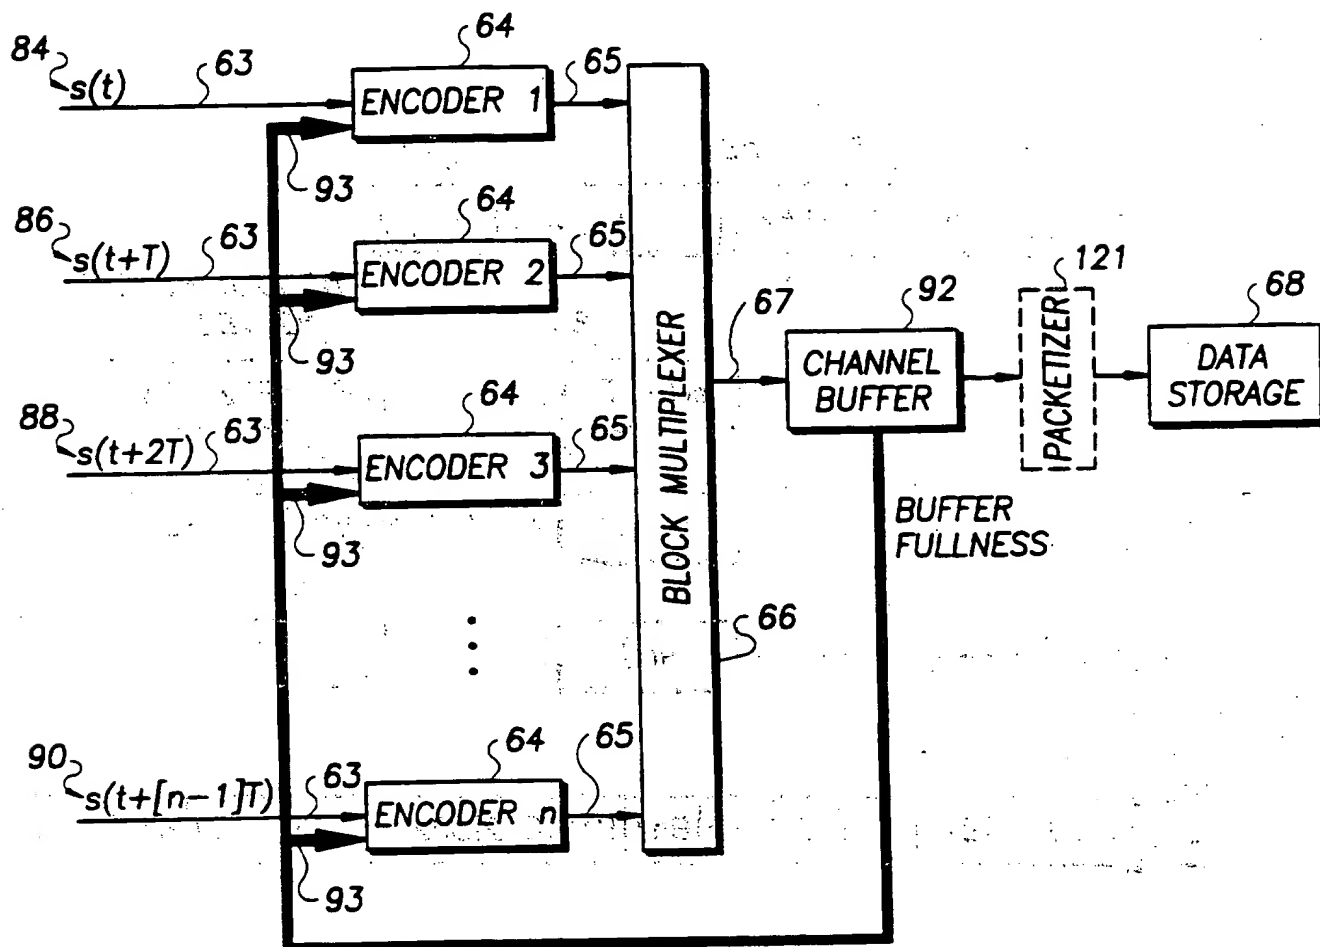 84 s(t) 63 64 ENCODER 1 65
93
86 s(t+T) 63 64 ENCODER 2 65
93
88 s(t+2T) 63 64 ENCODER 3 65
93
90 s(t+[n-1]T) 63 64 ENCODER n 65
93
BLOCK MULTIPLEXER
66
67
92
CHANNEL
BUFFER
121
PACKETIZER
68
DATA
STORAGE
BUFFER
FULLNESS